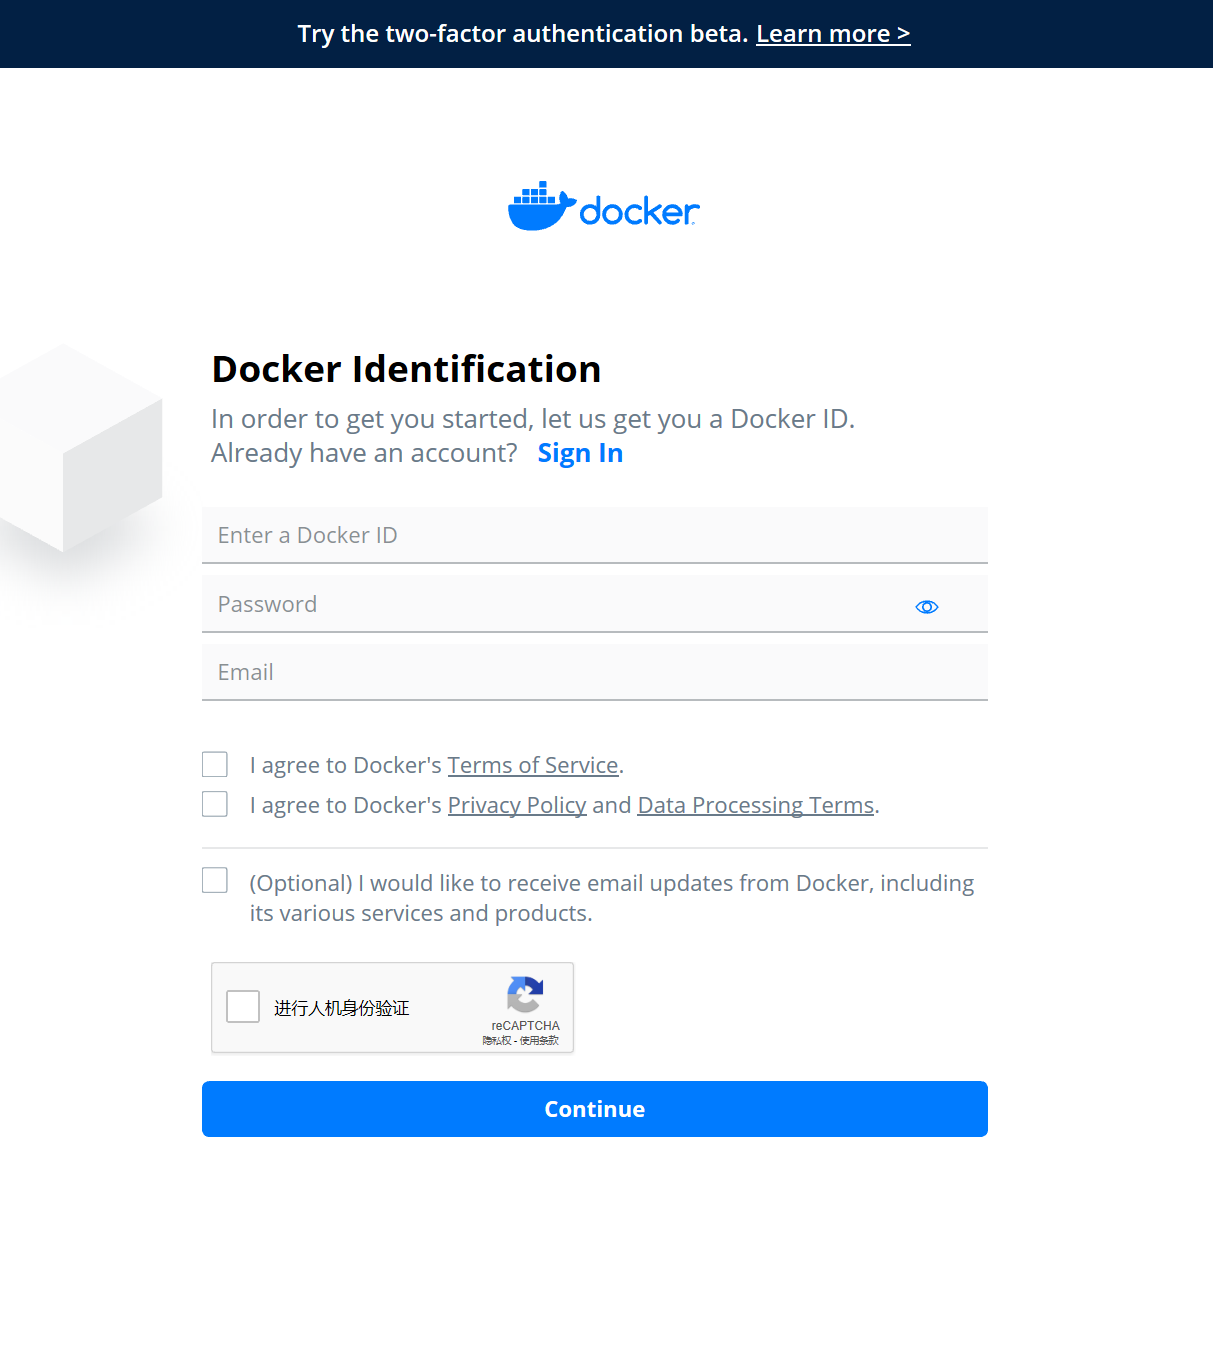 Try the two-factor authentication beta. Learn more >
docker
Docker Identification
In order to get you started, let us get you a Docker ID.
Already have an account? Sign In
Enter a Docker ID
Password
Email
I agree to Docker's Terms of Service.
I agree to Docker's Privacy Policy and Data Processing Terms.
(Optional) I would like to receive email updates from Docker, including
its various services and products.
进行人机身份验证
reCAPTCHA
隐私权 - 使用条款
Continue